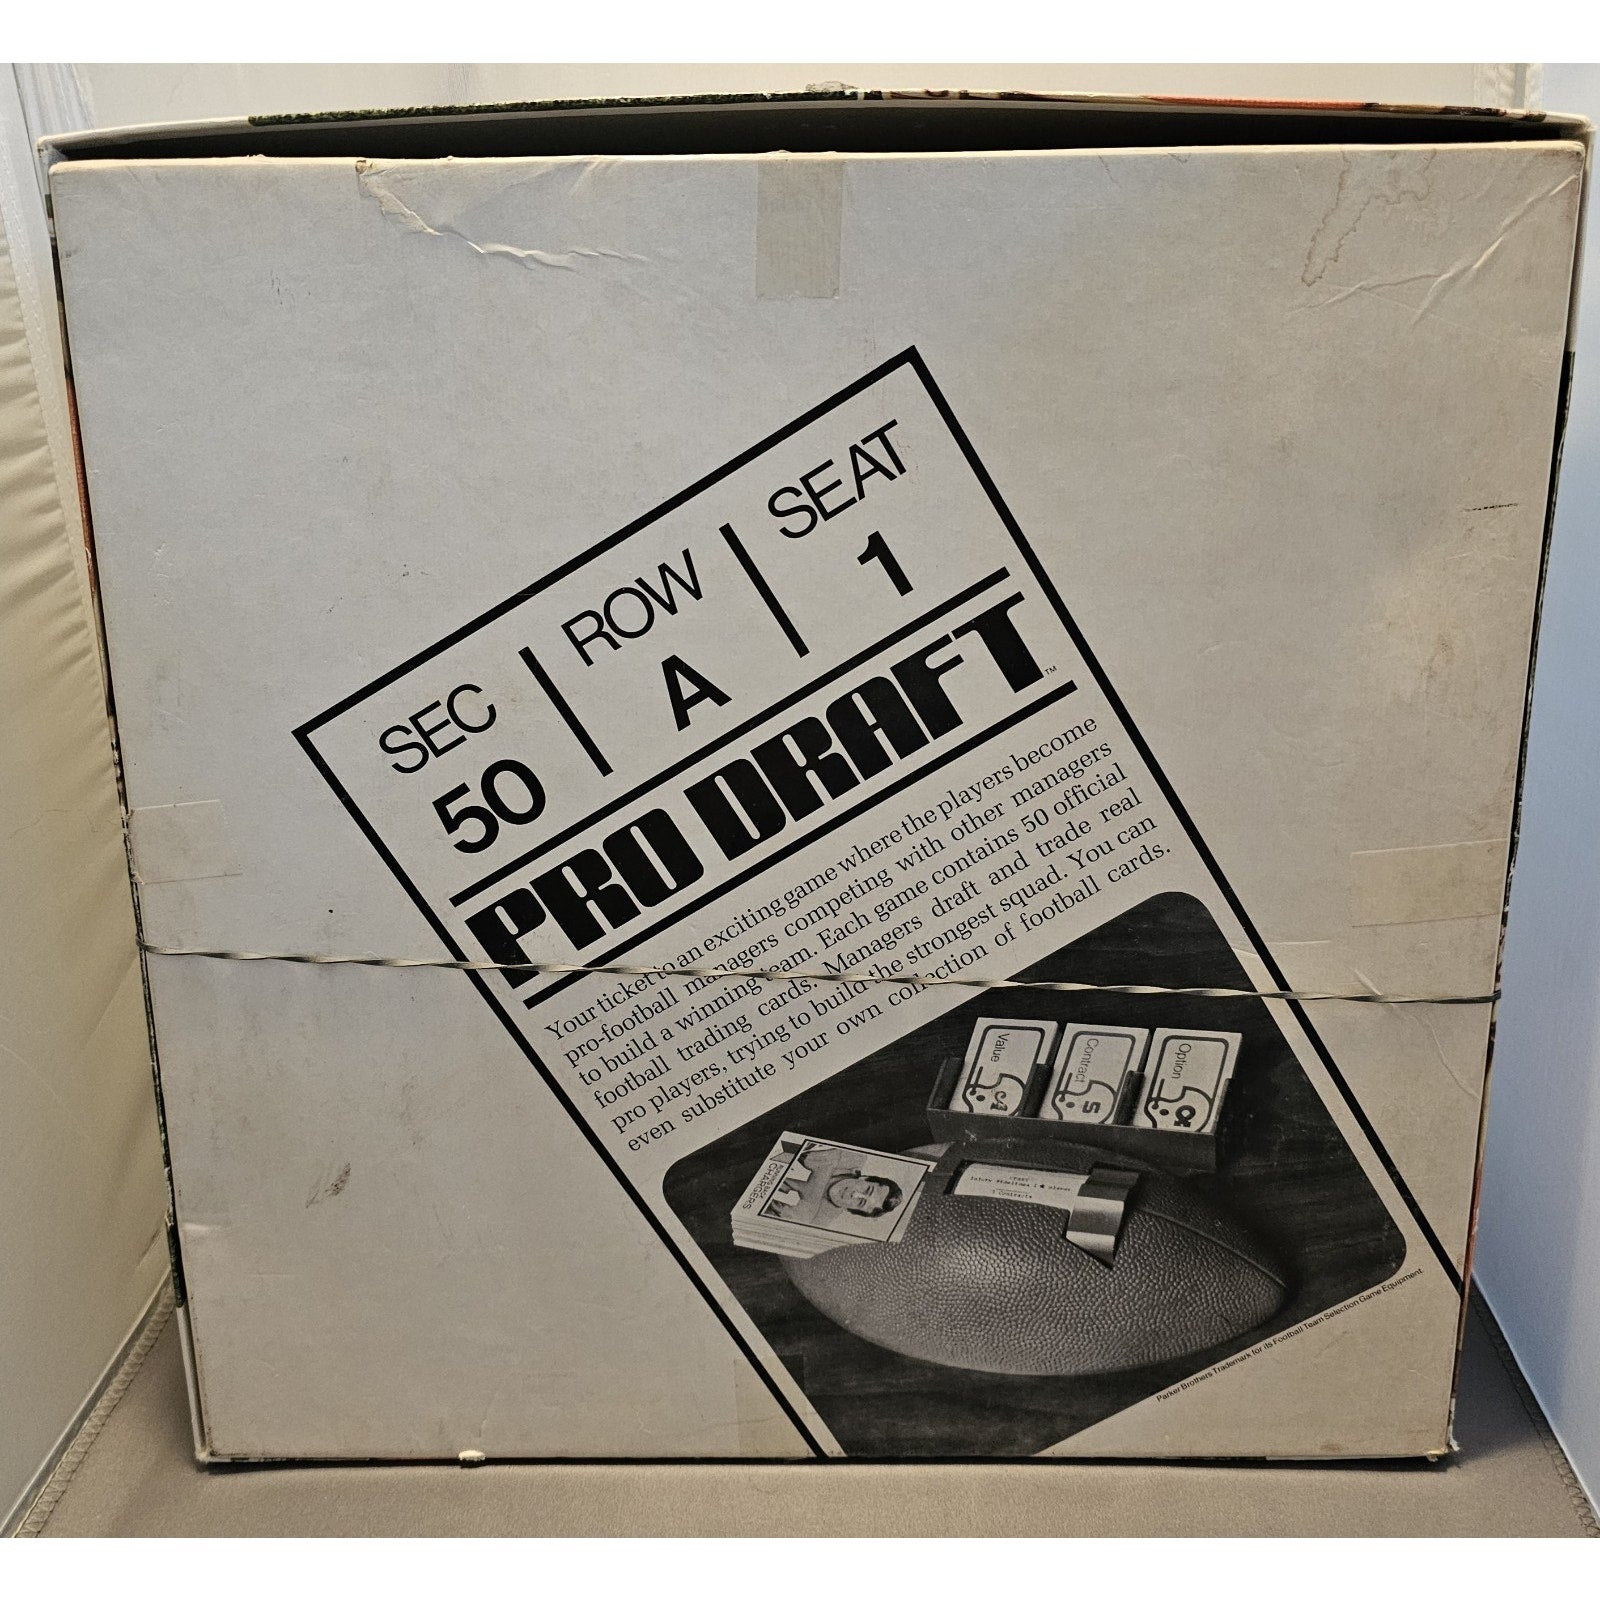 SEC ROW SEAT
50 A 1
PRO DRAFT™
Your ticket to an exciting game where the players become
pro-football managers competing with other managers
to build a winning team. Each game contains 50 official
football trading cards. Managers draft and trade real
pro players, trying to build the strongest squad. You can
even substitute your own collection of football cards.
Value
Contract
5
Option
CHARGERS
Parker Brothers Trademark for its Football Team Selection Game Equipment